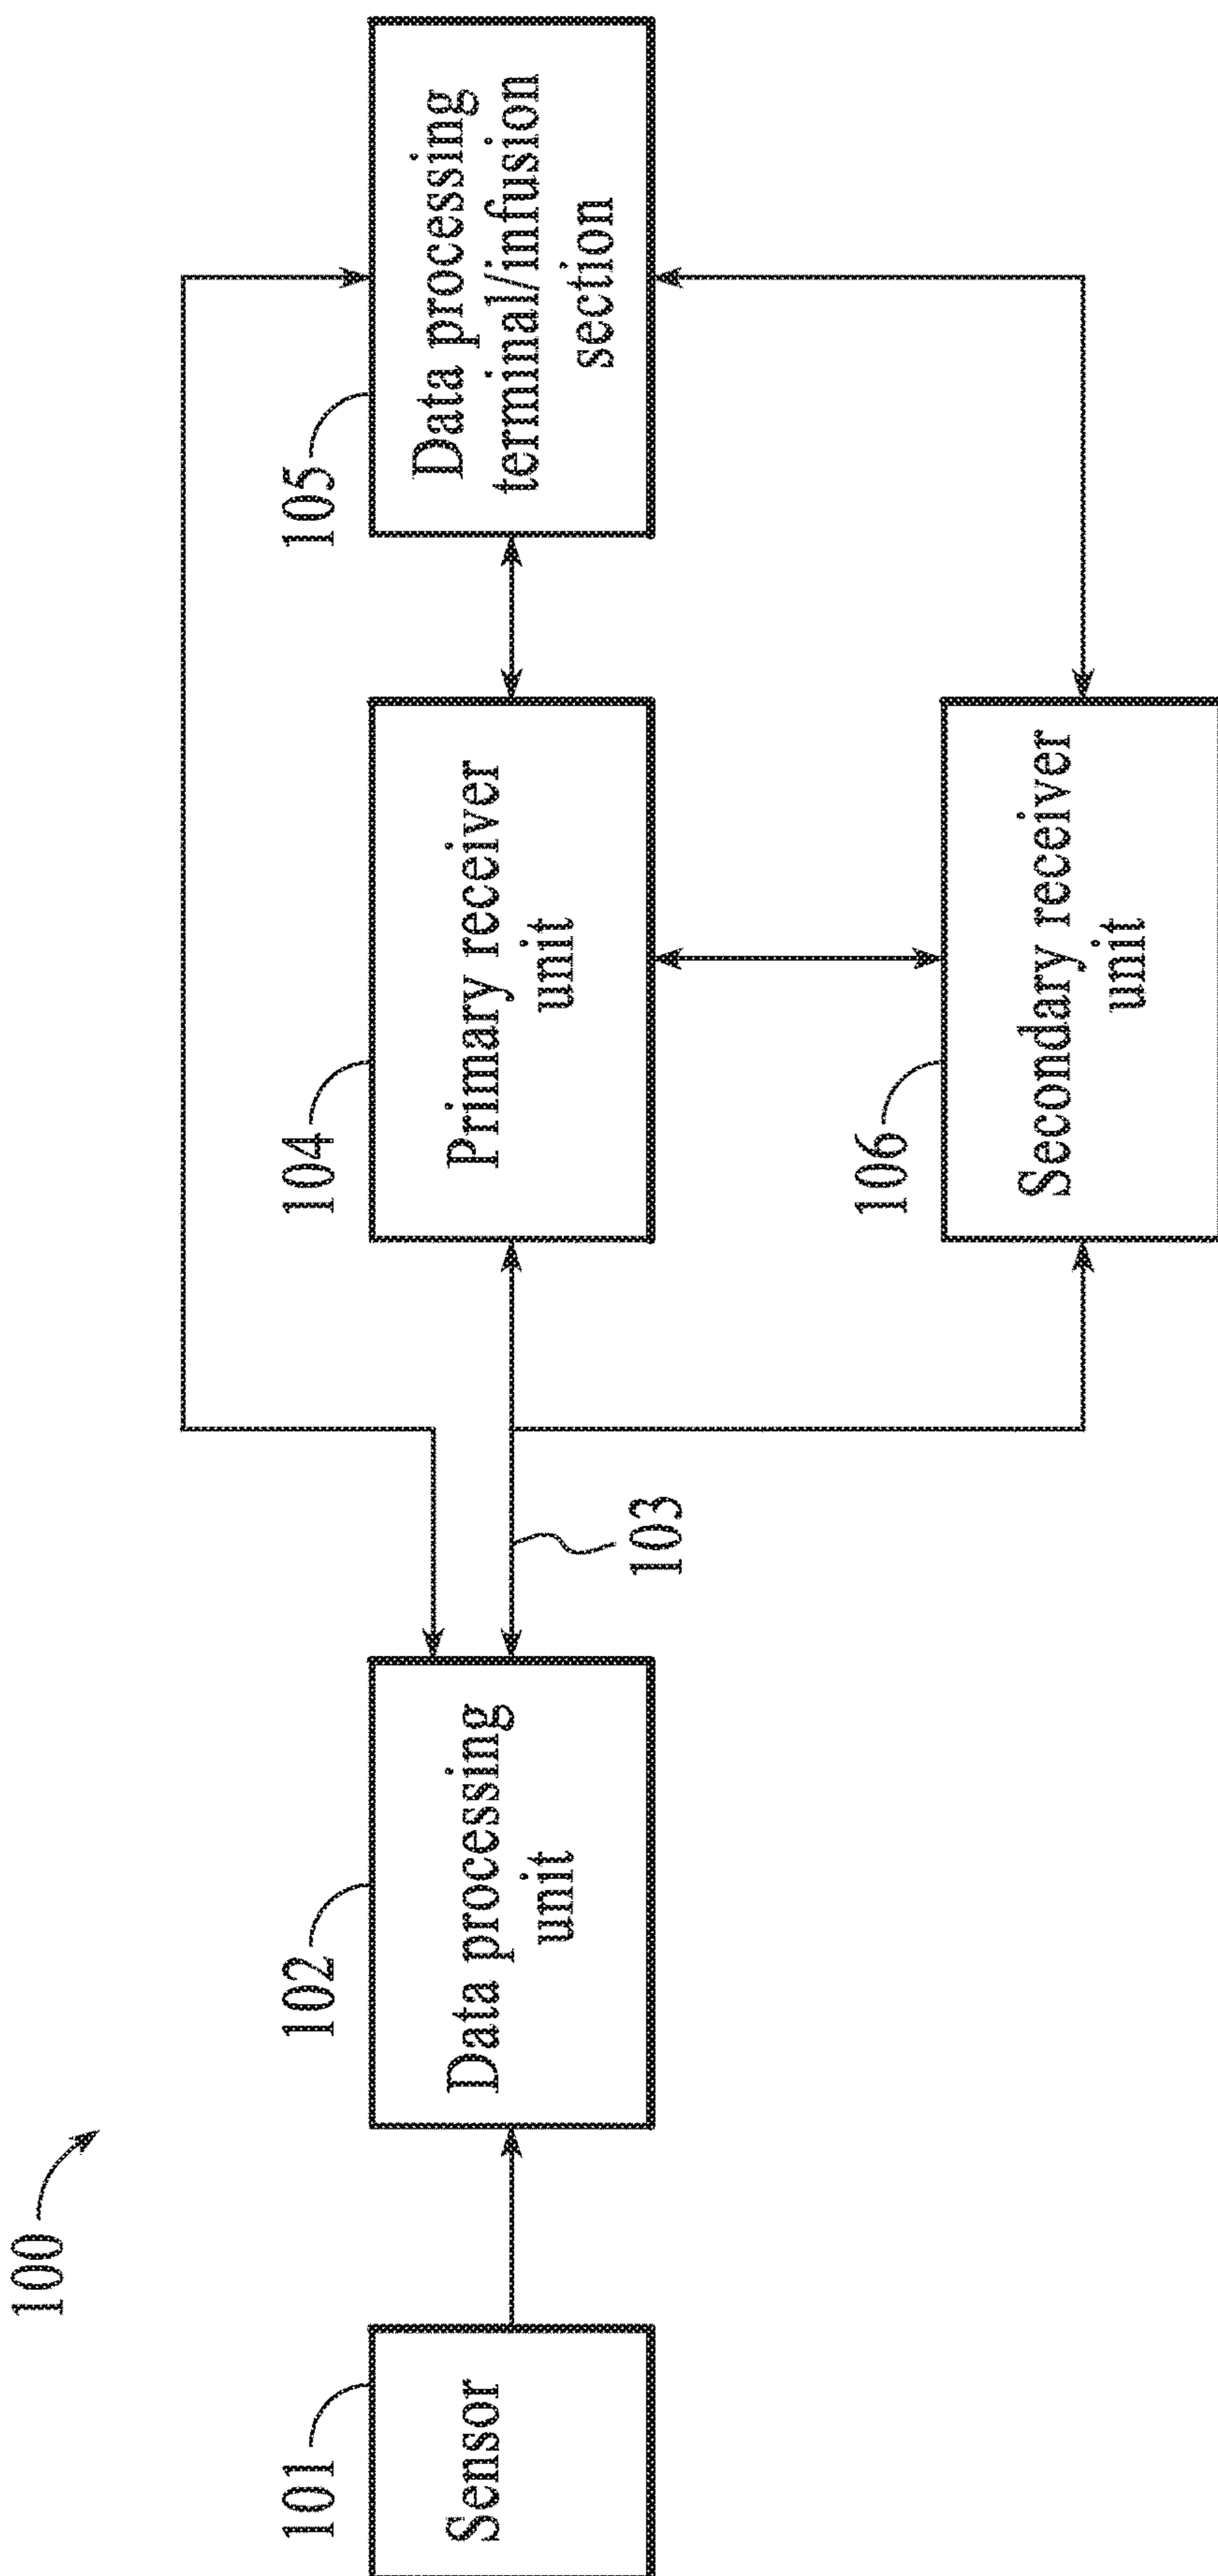 100
101
Sensor
102
Data processing
unit
103
104
Primary receiver
unit
105
Data processing
terminal/infusion
section
106
Secondary receiver
unit